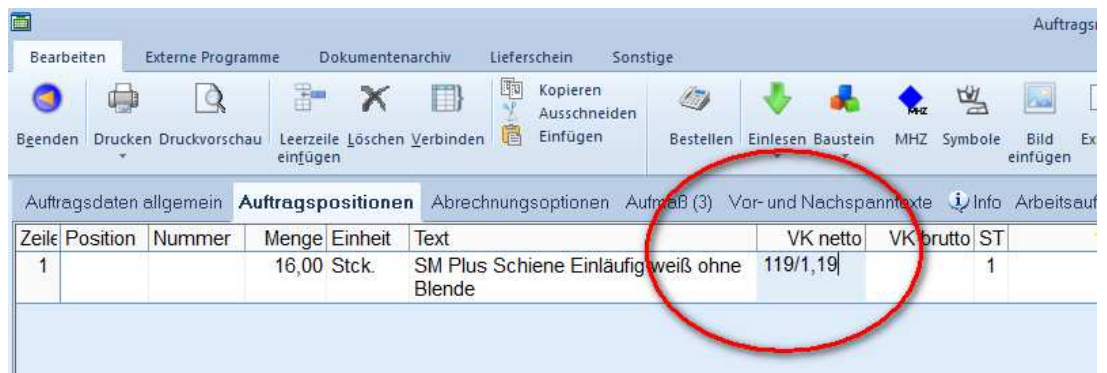 Auftrags
Bearbeiten Externe Programme Dokumentenarchiv Lieferschein Sonstige
Beenden Drucken Druckvorschau Leerzeile einfügen Löschen Verbinden Kopieren Ausschneiden Einfügen Bestellen Einlesen Baustein MHZ MHZ Symbole Bild einfügen Ex
Auftragsdaten allgemein Auftragspositionen Abrechnungsoptionen Aufmaß (3) Vor- und Nachspanntexte Info Arbeitsauf
Zeile Position Nummer Menge Einheit Text VK netto VK brutto ST
1 16,00 Stck. SM Plus Schiene Einläufig weiß ohne 119/1,19 1
Blende